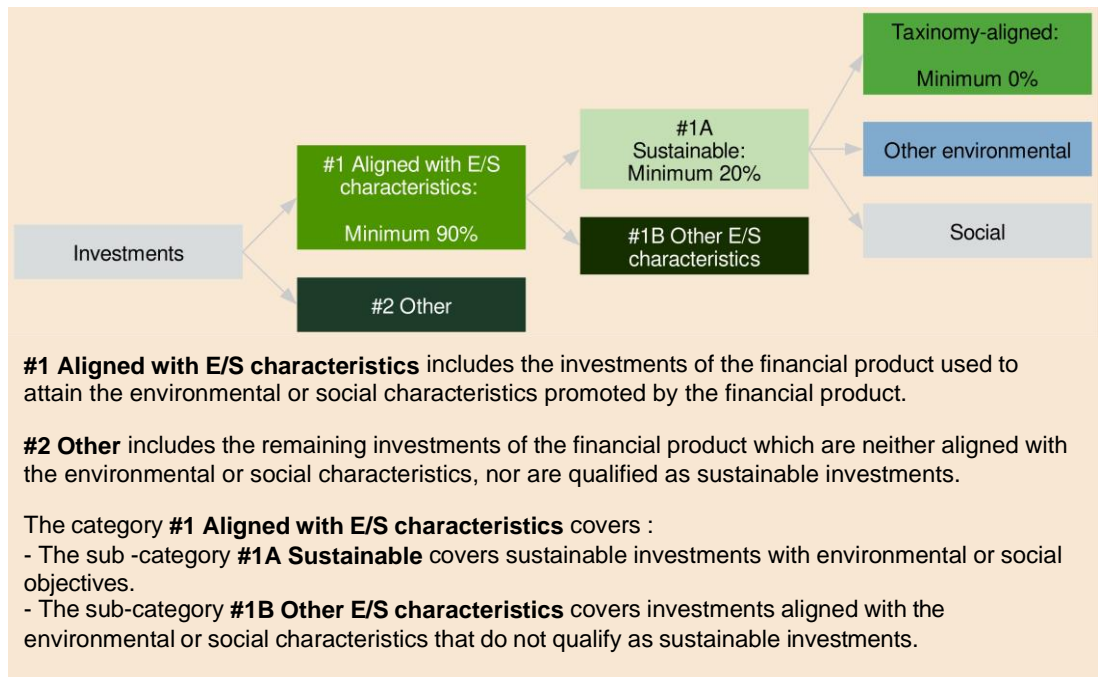 Investments
#1 Aligned with E/S
characteristics:
Minimum 90%
#2 Other
#1A
Sustainable:
Minimum 20%
#1B Other E/S
characteristics
Taxinomy-aligned:
Minimum 0%
Other environmental
Social
#1 Aligned with E/S characteristics includes the investments of the financial product used to
attain the environmental or social characteristics promoted by the financial product.
#2 Other includes the remaining investments of the financial product which are neither aligned with
the environmental or social characteristics, nor are qualified as sustainable investments.
The category #1 Aligned with E/S characteristics covers :
- The sub -category #1A Sustainable covers sustainable investments with environmental or social
objectives.
- The sub-category #1B Other E/S characteristics covers investments aligned with the
environmental or social characteristics that do not qualify as sustainable investments.